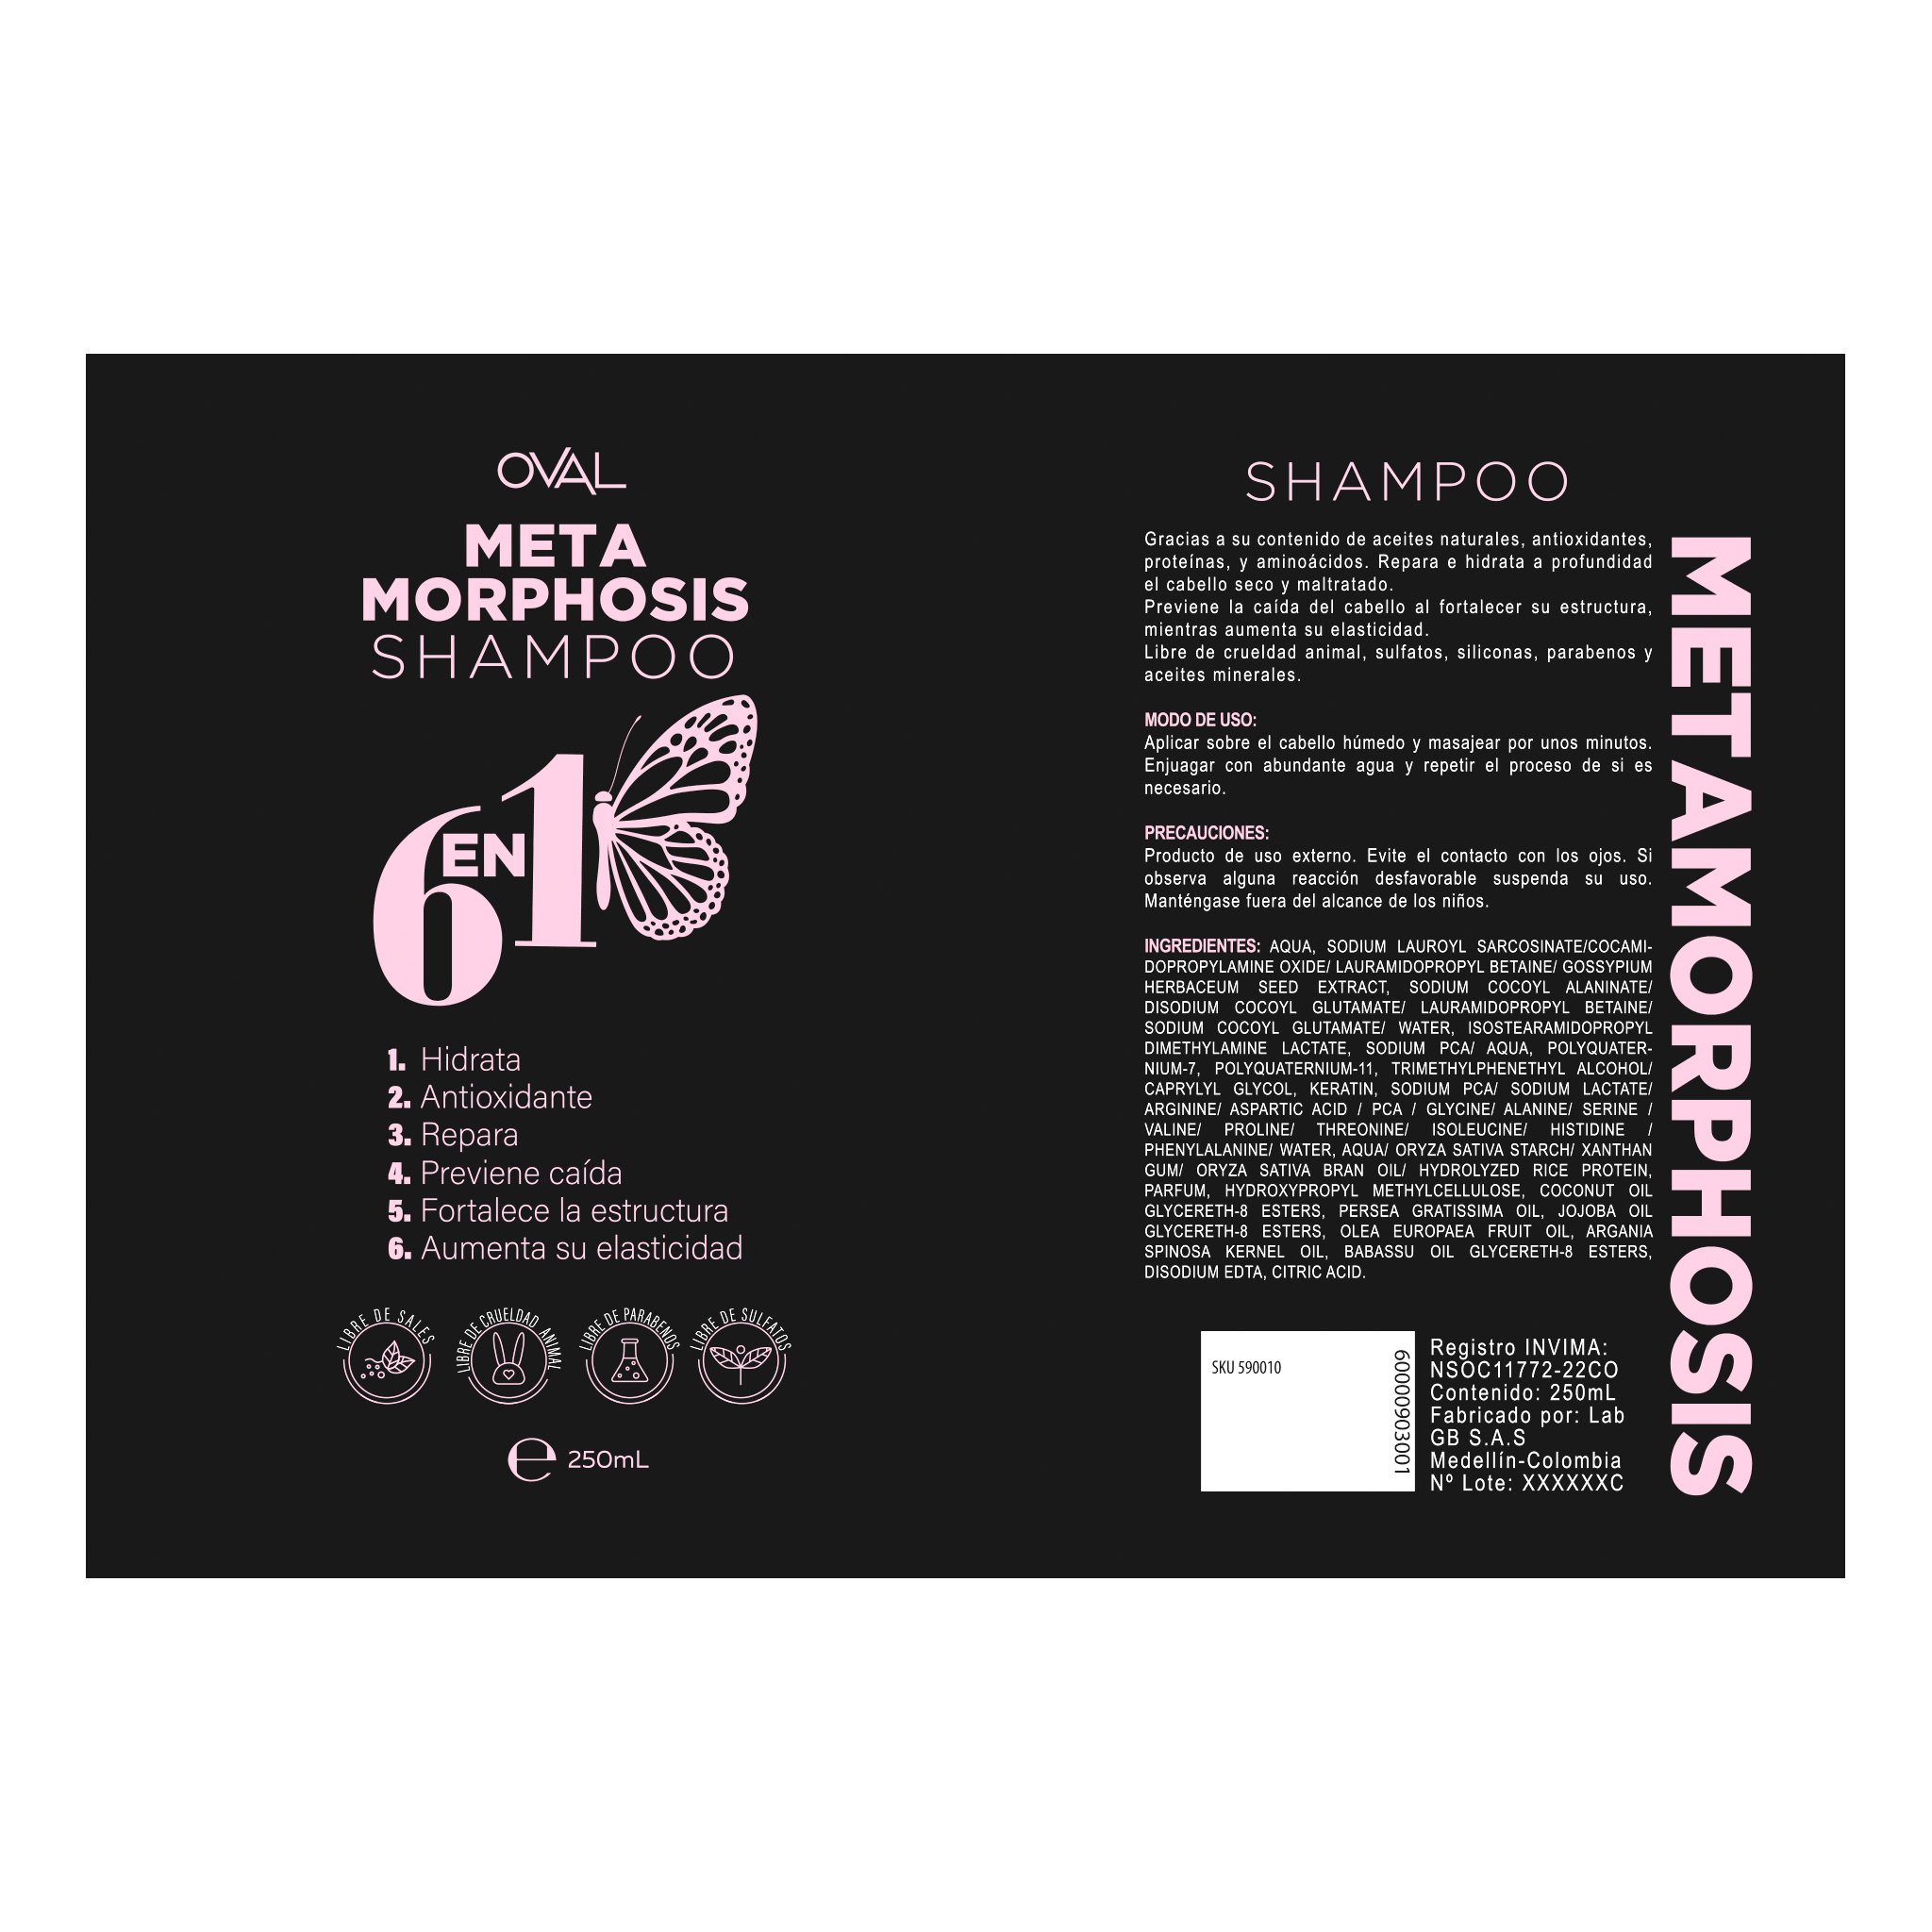 OVAL
META
MORPHOSIS
SHAMPOO
6 EN 1
1. Hidrata
2. Antioxidante
3. Repara
4. Previene caída
5. Fortalece la estructura
6. Aumenta su elasticidad
LIBRE DE SALES
LIBRE DE CRUELDAD ANIMAL
LIBRE DE PARABENOS
LIBRE DE SULFATOS
℮ 250mL
SHAMPOO
Gracias a su contenido de aceites naturales, antioxidantes,
proteínas, y aminoácidos. Repara e hidrata a profundidad
el cabello seco y maltratado.
Previene la caída del cabello al fortalecer su estructura,
mientras aumenta su elasticidad.
Libre de crueldad animal, sulfatos, siliconas, parabenos y
aceites minerales.
MODO DE USO:
Aplicar sobre el cabello húmedo y masajear por unos minutos.
Enjuagar con abundante agua y repetir el proceso de si es
necesario.
PRECAUCIONES:
Producto de uso externo. Evite el contacto con los ojos. Si
observa alguna reacción desfavorable suspenda su uso.
Manténgase fuera del alcance de los niños.
INGREDIENTES: AQUA, SODIUM LAUROYL SARCOSINATE/COCAMI-
DOPROPYLAMINE OXIDE/ LAURAMIDOPROPYL BETAINE/ GOSSYPIUM
HERBACEUM SEED EXTRACT, SODIUM COCOYL ALANINATE/
DISODIUM COCOYL GLUTAMATE/ LAURAMIDOPROPYL BETAINE/
SODIUM COCOYL GLUTAMATE/ WATER, ISOSTEARAMIDOPROPYL
DIMETHYLAMINE LACTATE, SODIUM PCA/ AQUA, POLYQUATER-
NIUM-7, POLYQUATERNIUM-11, TRIMETHYLPHENETHYL ALCOHOL/
CAPRYLYL GLYCOL, KERATIN, SODIUM PCA/ SODIUM LACTATE/
ARGININE/ ASPARTIC ACID / PCA / GLYCINE/ ALANINE/ SERINE /
VALINE/ PROLINE/ THREONINE/ ISOLEUCINE/ HISTIDINE /
PHENYLALANINE/ WATER, AQUA/ ORYZA SATIVA STARCH/ XANTHAN
GUM/ ORYZA SATIVA BRAN OIL/ HYDROLYZED RICE PROTEIN,
PARFUM, HYDROXYPROPYL METHYLCELLULOSE, COCONUT OIL
GLYCERETH-8 ESTERS, PERSEA GRATISSIMA OIL, JOJOBA OIL
GLYCERETH-8 ESTERS, OLEA EUROPAEA FRUIT OIL, ARGANIA
SPINOSA KERNEL OIL, BABASSU OIL GLYCERETH-8 ESTERS,
DISODIUM EDTA, CITRIC ACID.
SKU 590010
6000090300​1
Registro INVIMA:
NSOC11772-22CO
Contenido: 250mL
Fabricado por: Lab
GB S.A.S
Medellín-Colombia
Nº Lote: XXXXXXC
METAMORPHOSIS